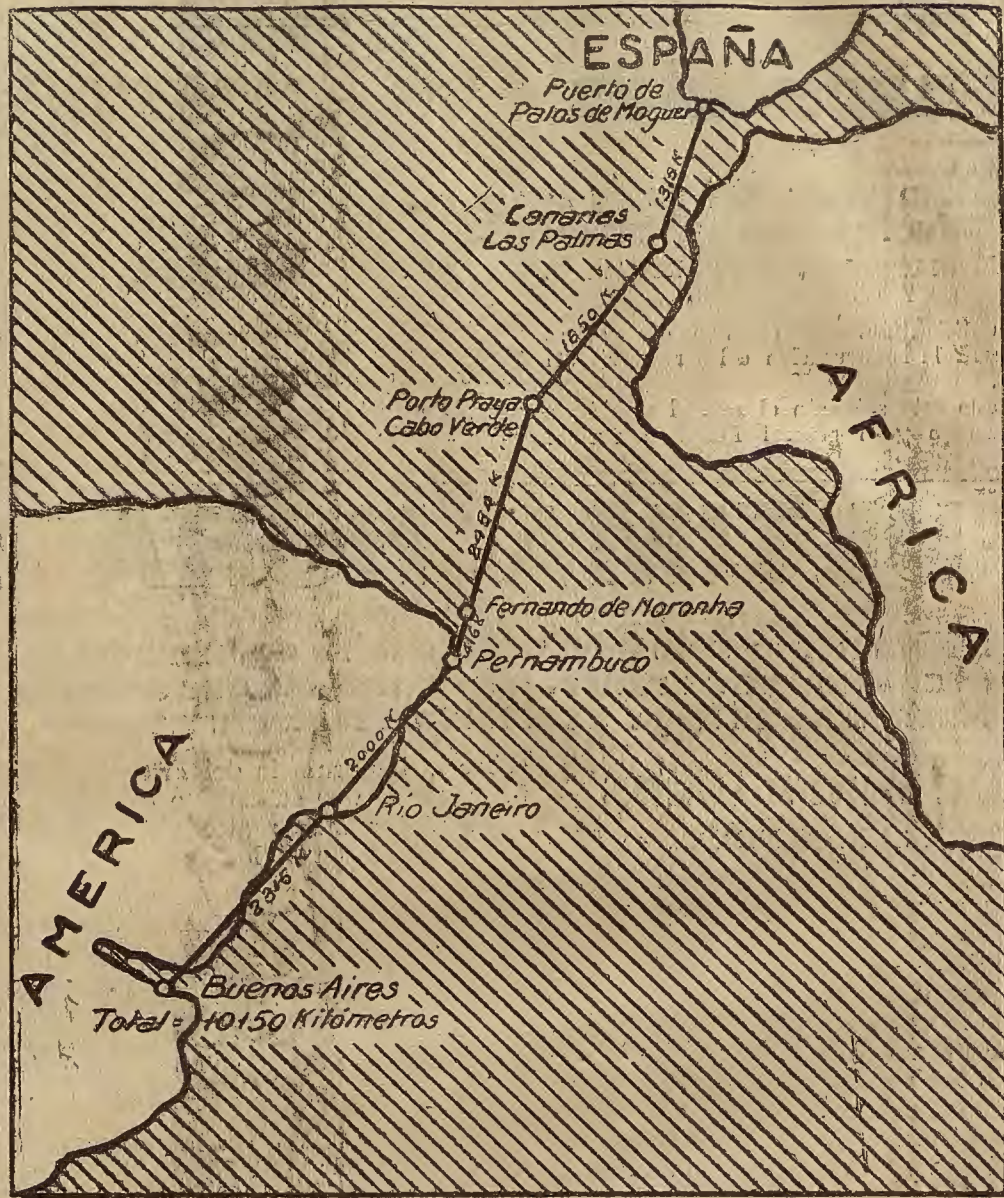 ESPAÑA
Puerto de
Palos de Moguer
1318 K
Canarias
Las Palmas
1850 K
AFRICA
Porto Praya
Cabo Verde
K
Fernando de Noronha
Pernambuco
2000 K
AMERICA
Rio Janeiro
2315 K
Buenos Aires
Total = 10150 Kilómetros